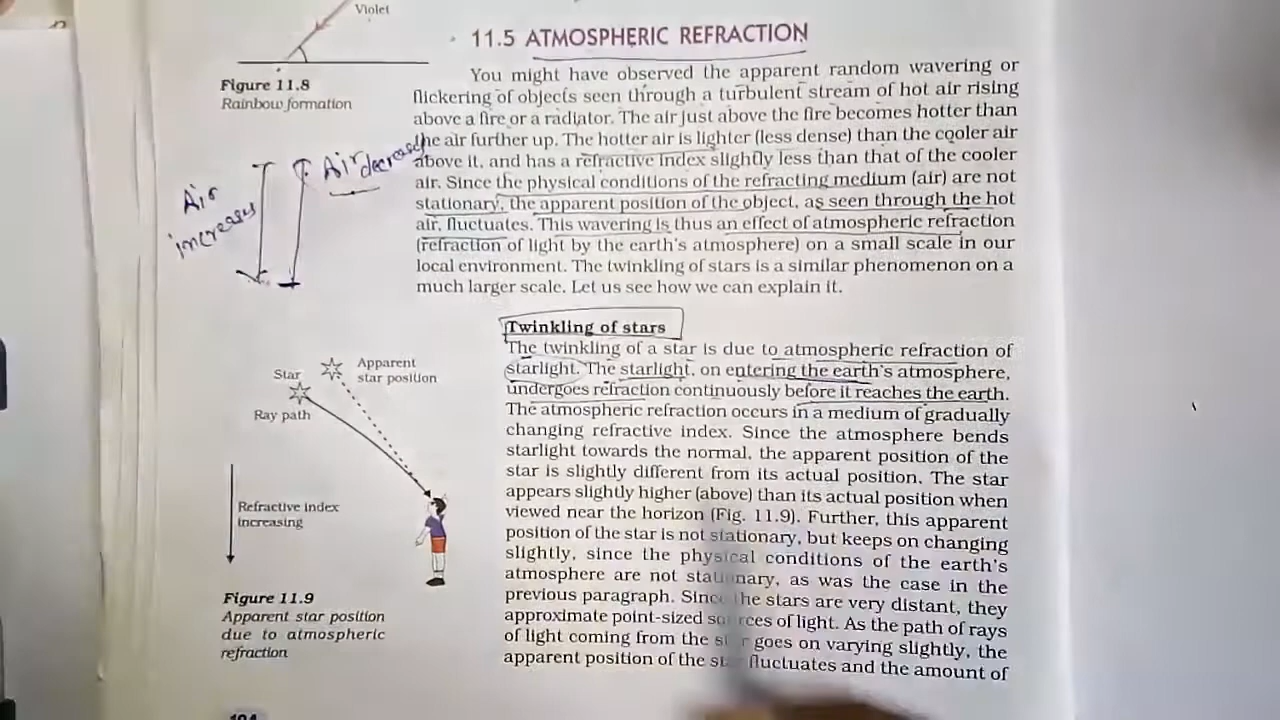 Violet
Figure 11.8
Rainbow formation
Air
increases
Air decreases
11.5 ATMOSPHERIC REFRACTION
You might have observed the apparent random wavering or
flickering of objects seen through a turbulent stream of hot air rising
above a fire or a radiator. The air just above the fire becomes hotter than
the air further up. The hotter air is lighter (less dense) than the cooler air
above it, and has a refractive index slightly less than that of the cooler
air. Since the physical conditions of the refracting medium (air) are not
stationary, the apparent position of the object, as seen through the hot
air, fluctuates. This wavering is thus an effect of atmospheric refraction
(refraction of light by the earth's atmosphere) on a small scale in our
local environment. The twinkling of stars is a similar phenomenon on a
much larger scale. Let us see how we can explain it.
Star
Apparent
star position
Ray path
Refractive index
increasing
Figure 11.9
Apparent star position
due to atmospheric
refraction
Twinkling of stars
The twinkling of a star is due to atmospheric refraction of
starlight. The starlight, on entering the earth's atmosphere,
undergoes refraction continuously before it reaches the earth.
The atmospheric refraction occurs in a medium of gradually
changing refractive index. Since the atmosphere bends
starlight towards the normal, the apparent position of the
star is slightly different from its actual position. The star
appears slightly higher (above) than its actual position when
viewed near the horizon (Fig. 11.9). Further, this apparent
position of the star is not stationary, but keeps on changing
slightly, since the physical conditions of the earth's
atmosphere are not stationary, as was the case in the
previous paragraph. Since the stars are very distant, they
approximate point-sized sources of light. As the path of rays
of light coming from the star goes on varying slightly, the
apparent position of the star fluctuates and the amount of